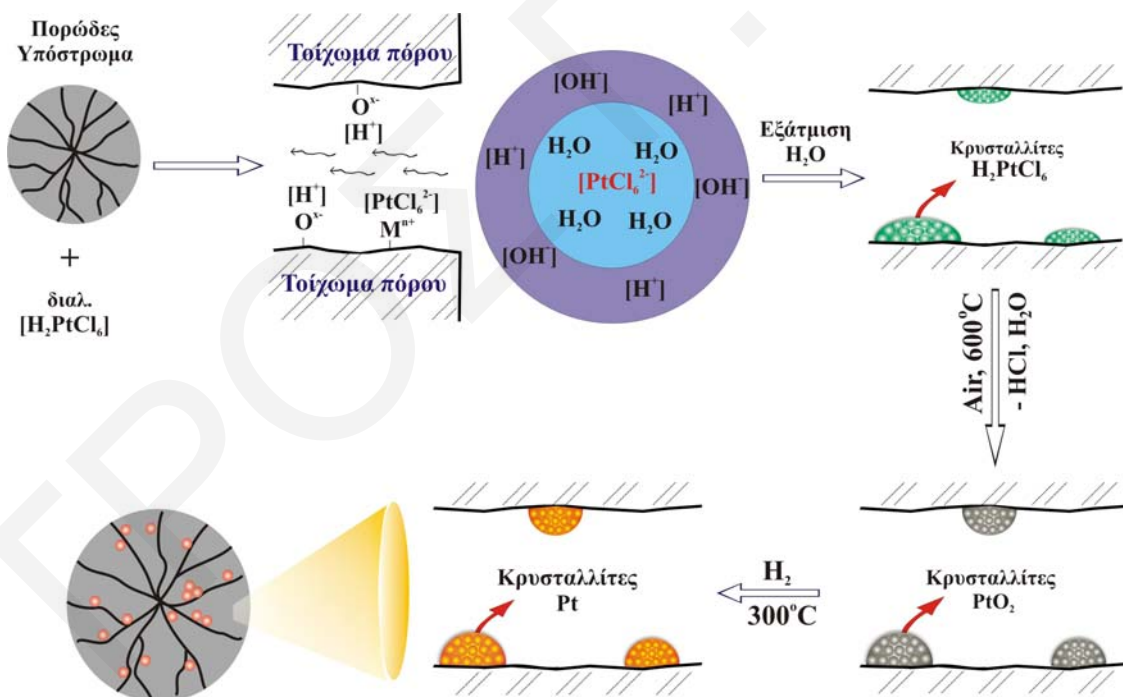 Πορώδες
Υπόστρωμα
+
διαλ.
[H₂PtCl₆]
Τοίχωμα πόρου
Oˣ⁻
[H⁺]
[H⁺]
Oˣ⁻
[PtCl₆²⁻]
Mⁿ⁺
Τοίχωμα πόρου
[OH⁻]
[H⁺]
[H⁺]
H₂O
H₂O
[PtCl₆²⁻]
[OH⁻]
H₂O
H₂O
[OH⁻]
[H⁺]
Εξάτμιση
H₂O
Κρυσταλλίτες
H₂PtCl₆
Air, 600°C
- HCl, H₂O
Κρυσταλλίτες
PtO₂
H₂
300°C
Κρυσταλλίτες
Pt